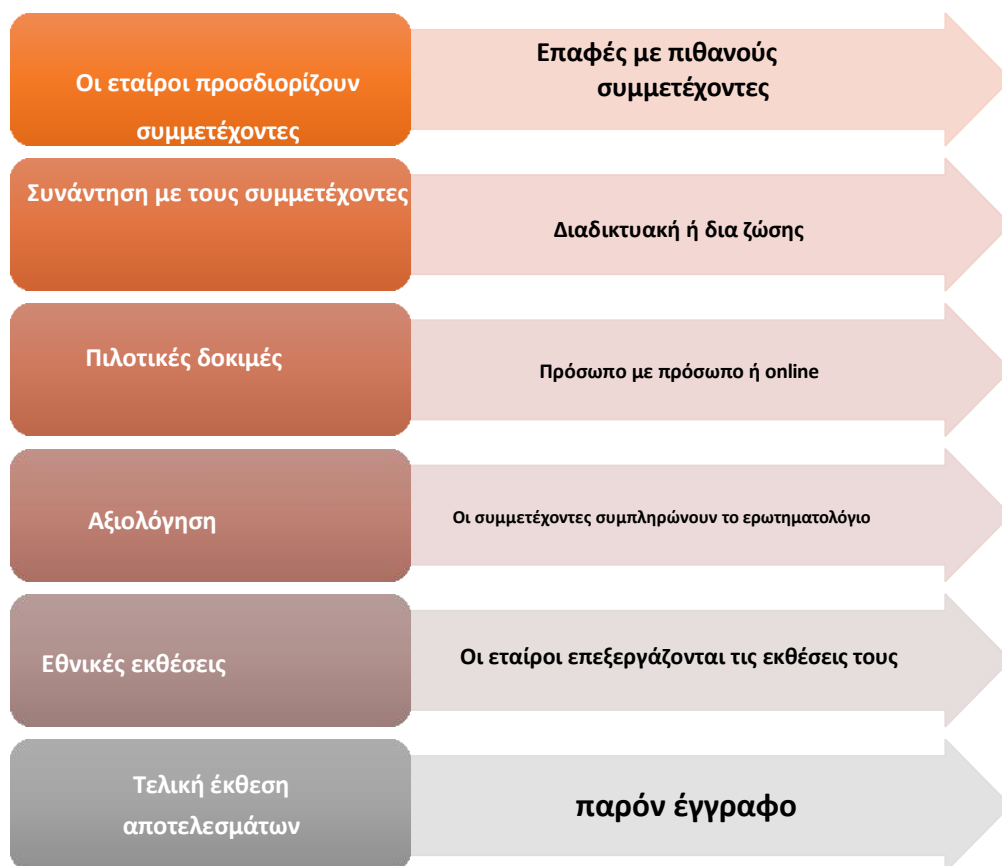 Οι εταίροι προσδιορίζουν
συμμετέχοντες
Επαφές με πιθανούς
συμμετέχοντες
Συνάντηση με τους συμμετέχοντες
Διαδικτυακή ή δια ζώσης
Πιλοτικές δοκιμές
Πρόσωπο με πρόσωπο ή online
Αξιολόγηση
Οι συμμετέχοντες συμπληρώνουν το ερωτηματολόγιο
Εθνικές εκθέσεις
Οι εταίροι επεξεργάζονται τις εκθέσεις τους
Τελική έκθεση
αποτελεσμάτων
παρόν έγγραφο